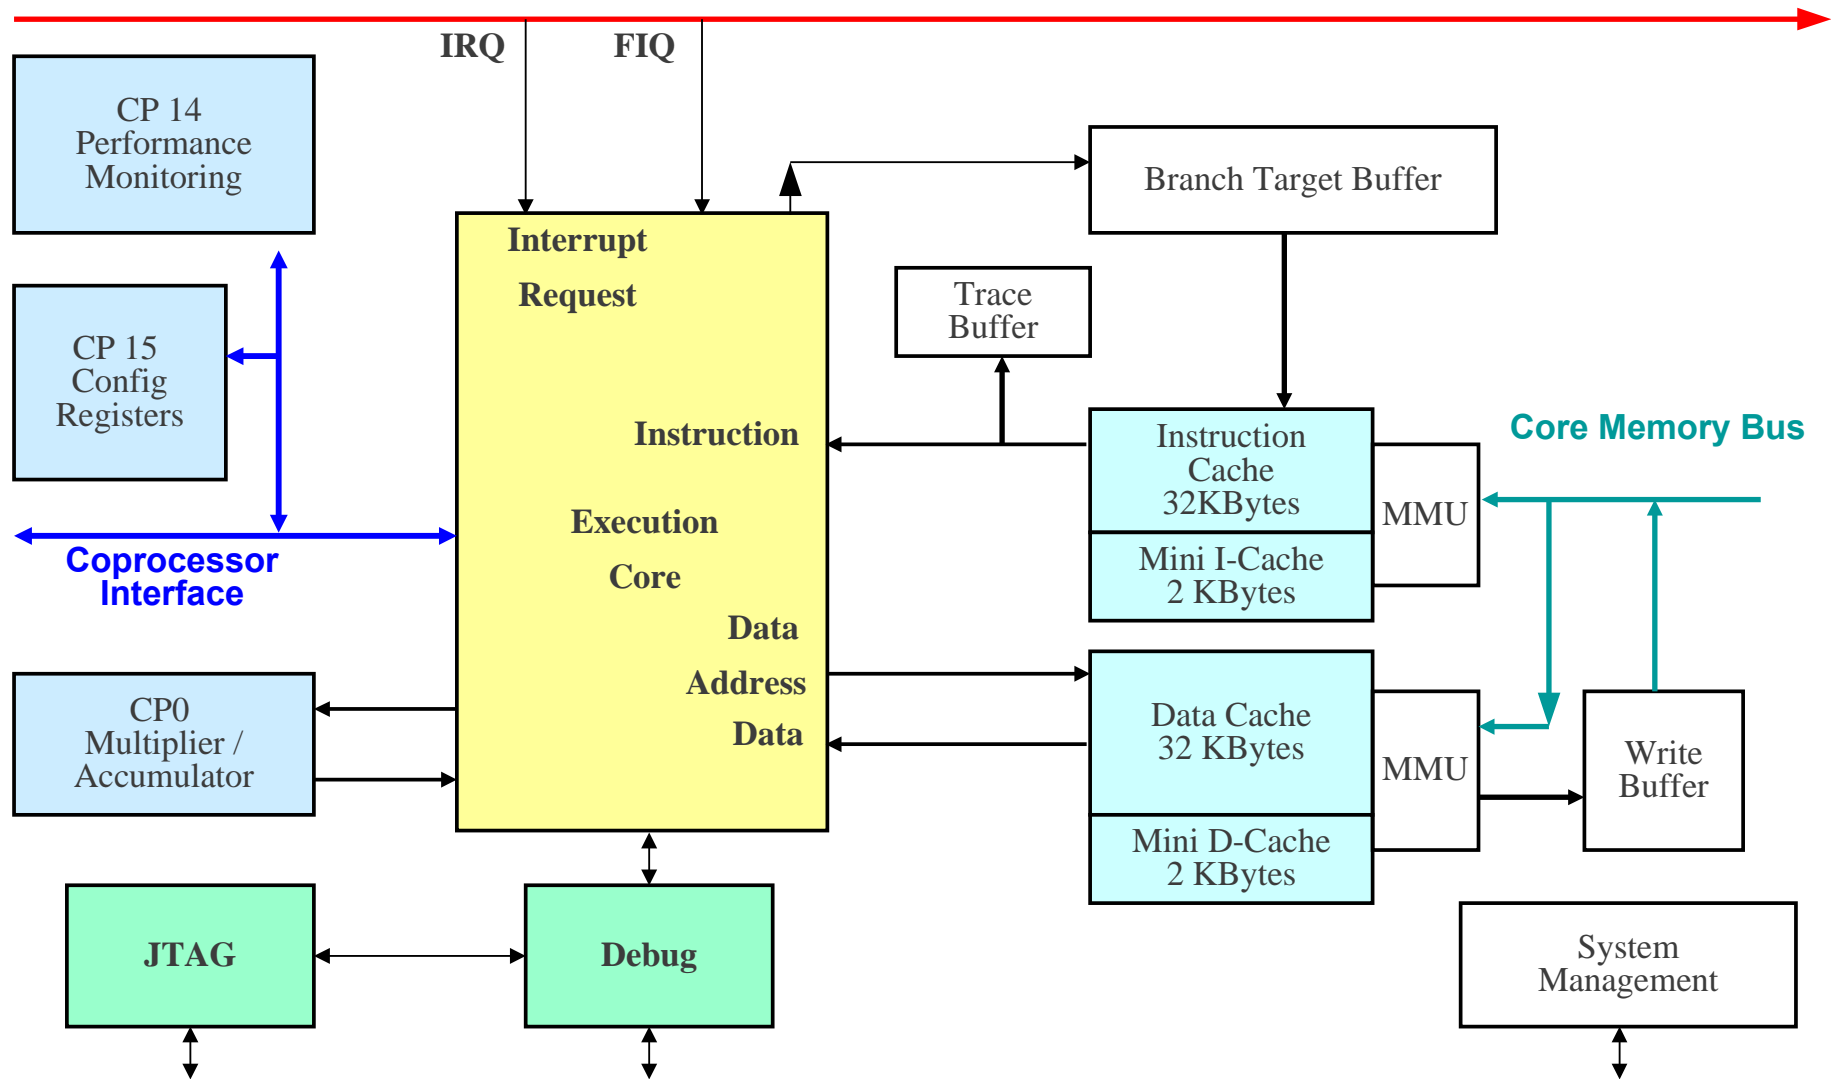 IRQ
FIQ
CP 14
Performance
Monitoring
Branch Target Buffer
Interrupt
Request
Trace
Buffer
CP 15
Config
Registers
Instruction
Instruction
Cache
32KBytes
MMU
Core Memory Bus
Execution
Core
Coprocessor
Interface
Mini I-Cache
2 KBytes
Data
Address
Data
CP0
Multiplier /
Accumulator
Data Cache
32 KBytes
MMU
Write
Buffer
Mini D-Cache
2 KBytes
JTAG
Debug
System
Management